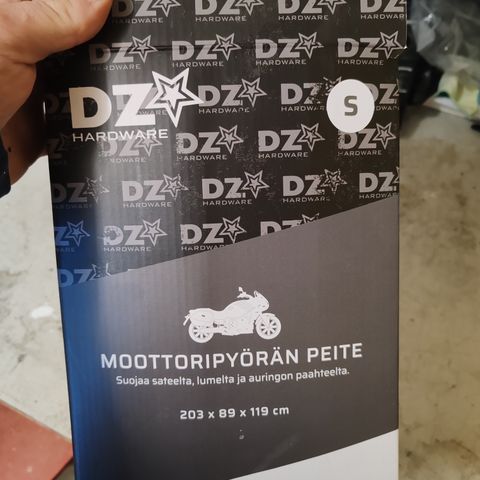 DZ
HARDWARE
S
MOOTTORIPYÖRÄN PEITE
Suojaa sateelta, lumelta ja auringon paahteelta.
203 x 89 x 119 cm